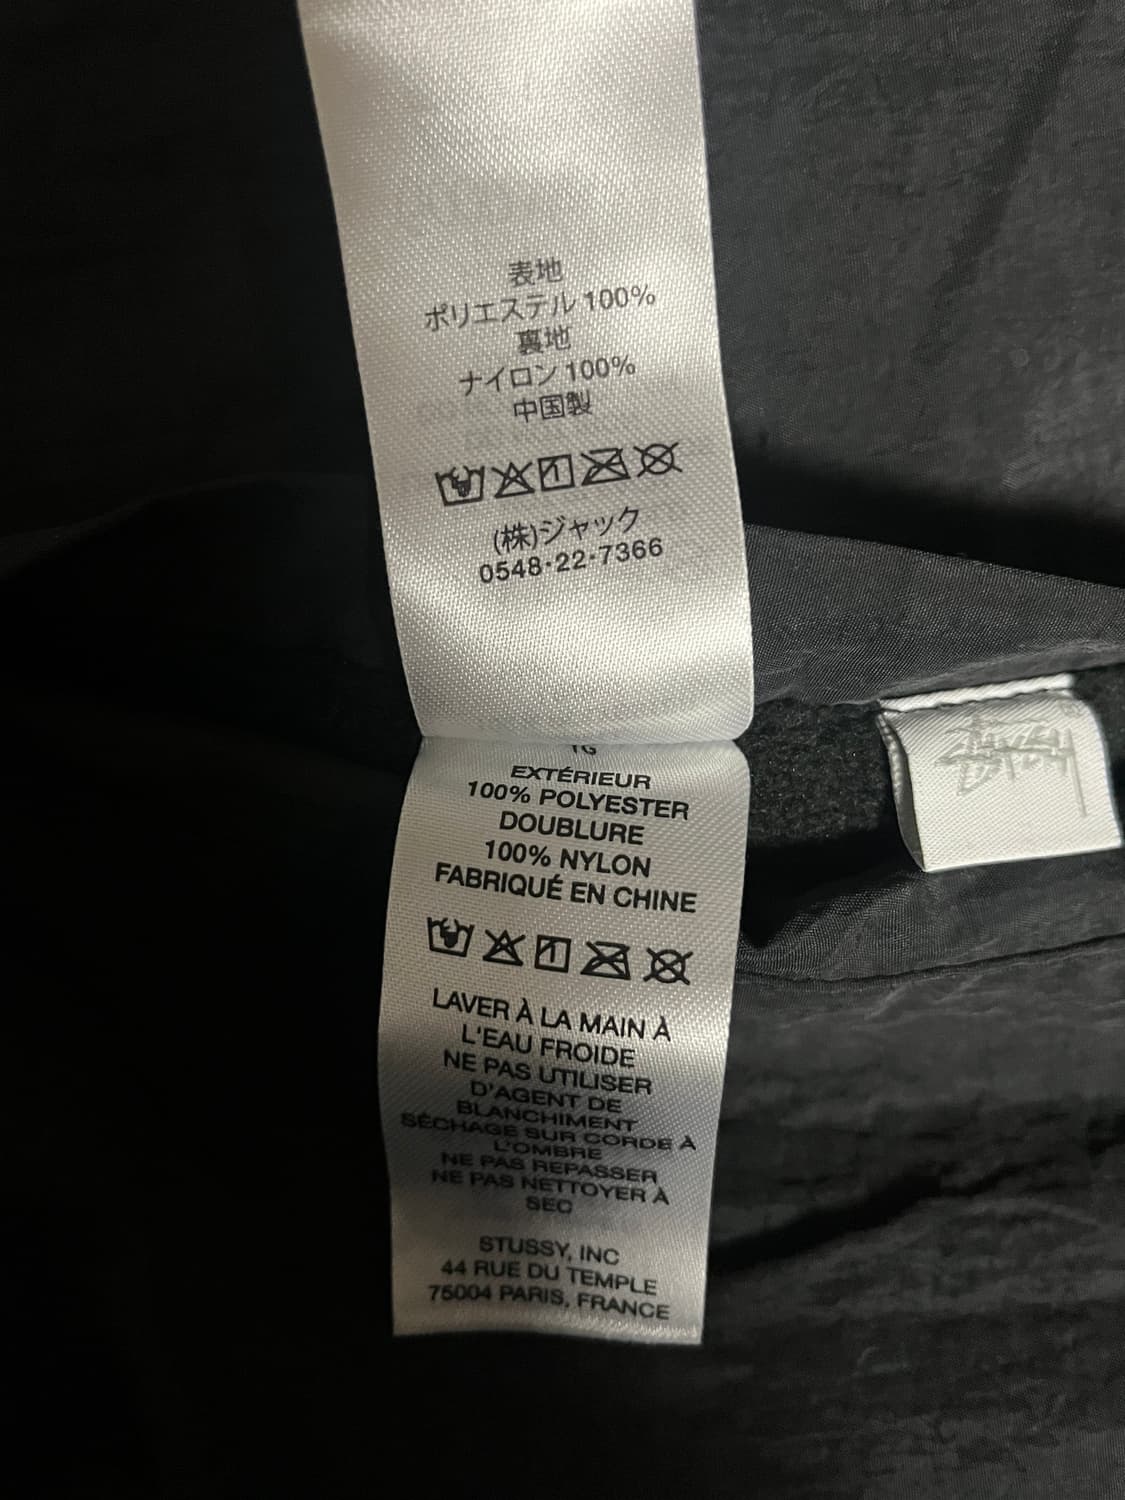 表地
ポリエステル 100%
裏地
ナイロン 100%
中国製
(株)ジャック
0548·22·7366
TG
EXTÉRIEUR
100% POLYESTER
DOUBLURE
100% NYLON
FABRIQUÉ EN CHINE
LAVER À LA MAIN À
L'EAU FROIDE
NE PAS UTILISER
D'AGENT DE
BLANCHIMENT
SÉCHAGE SUR CORDE À
L'OMBRE
NE PAS REPASSER
NE PAS NETTOYER À
SEC
STUSSY, INC
44 RUE DU TEMPLE
75004 PARIS, FRANCE
Stüssy